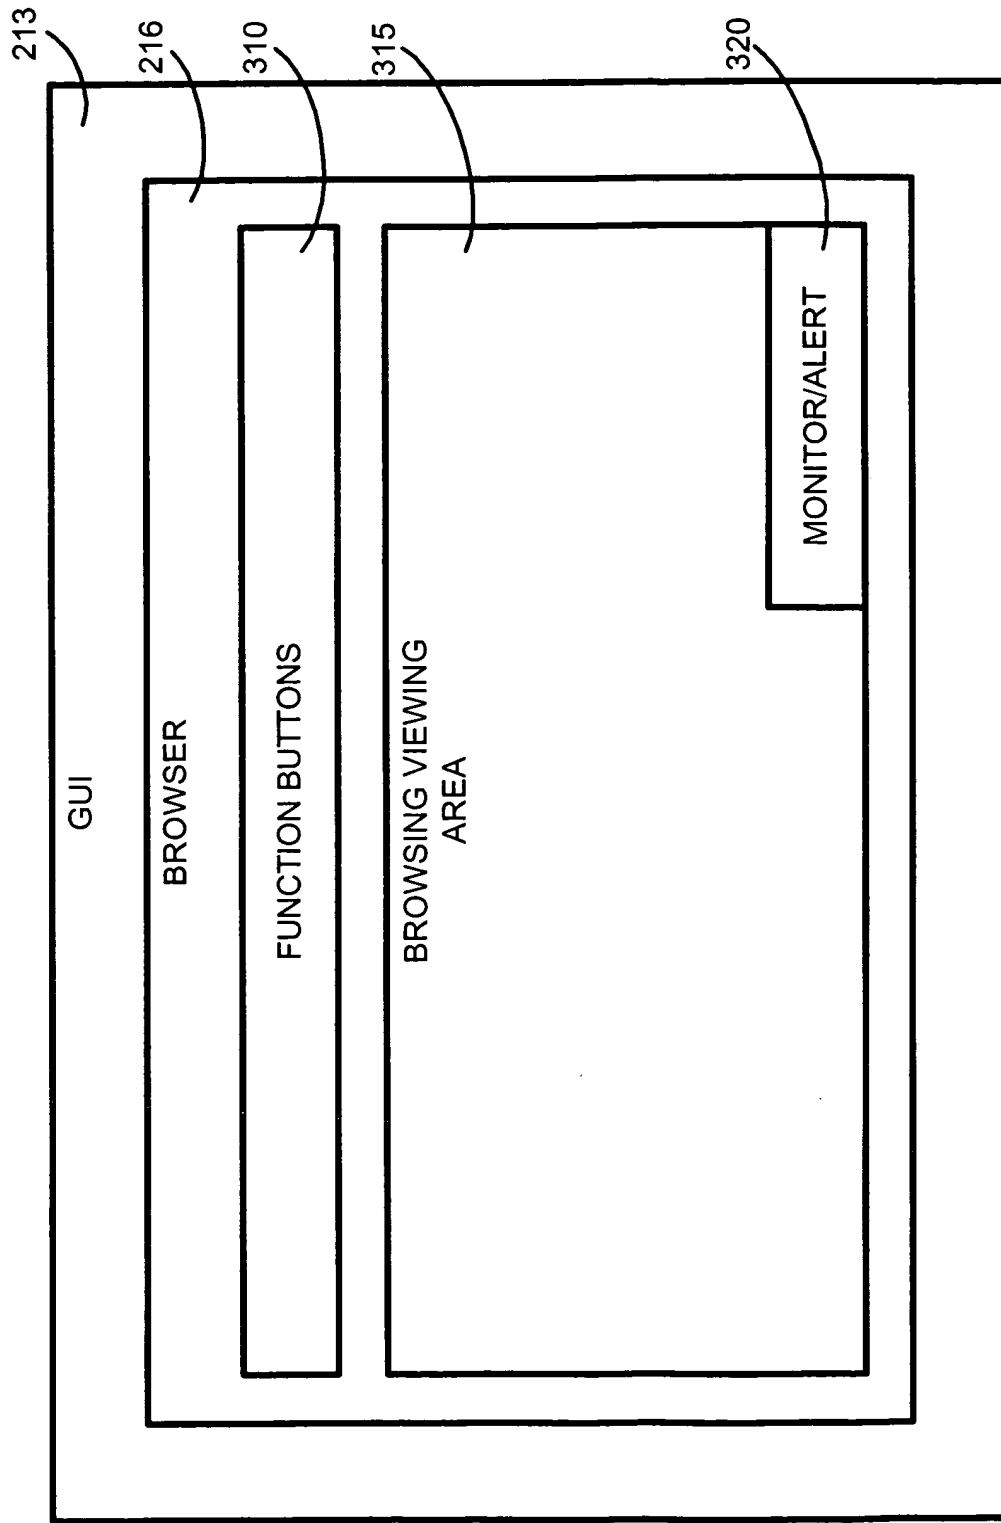 GUI
213
BROWSER
216
FUNCTION BUTTONS
310
BROWSING VIEWING
AREA
315
MONITOR/ALERT
320